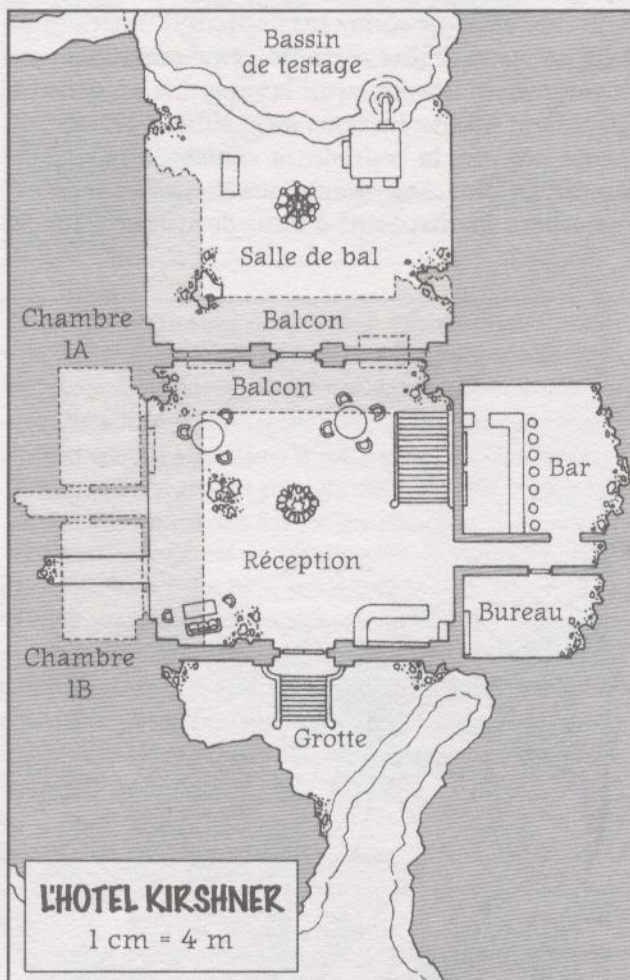 Bassin
de testage
Salle de bal
Chambre
1A
Balcon
Balcon
Bar
Réception
Bureau
Chambre
1B
Grotte
L'HOTEL KIRSHNER
1 cm = 4 m